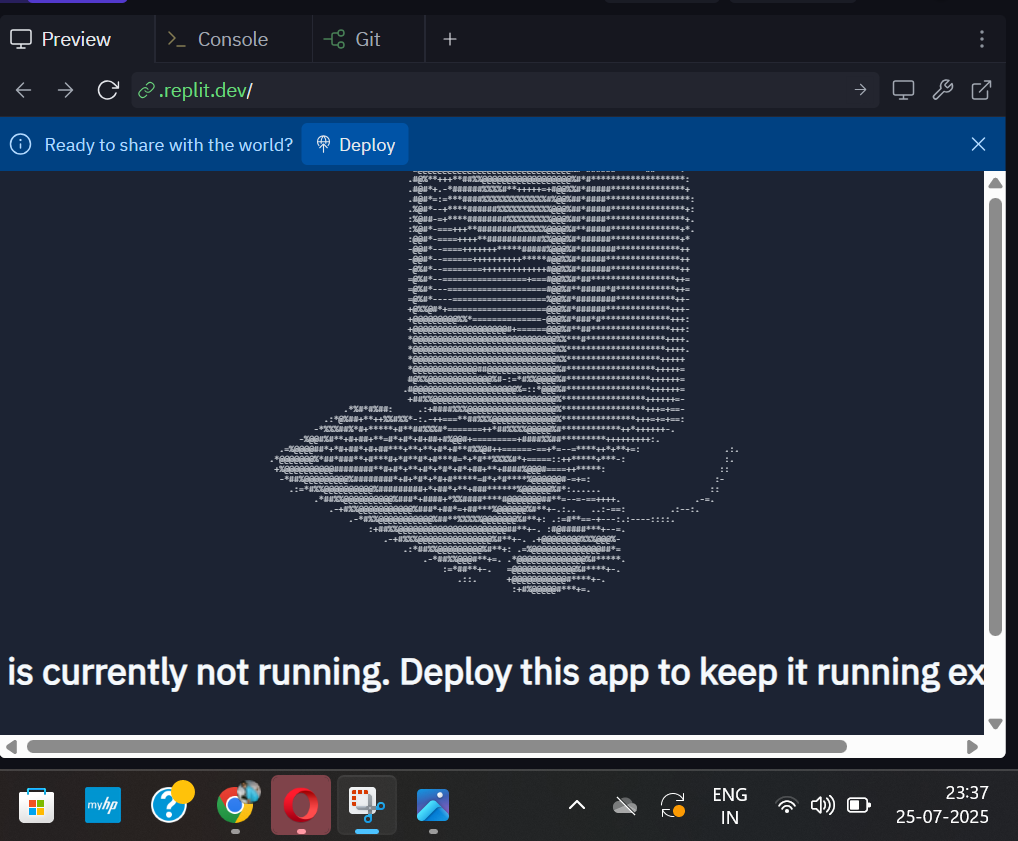 Preview
Console
Git
.replit.dev/
Ready to share with the world?
Deploy
is currently not running. Deploy this app to keep it running ex
myhp
ENG
IN
23:37
25-07-2025